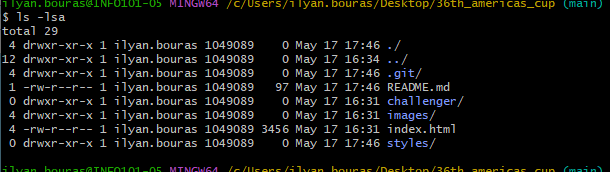 ilyan.bouras@INFO101-05 MINGW64 /c/Users/ilyan.bouras/Desktop/36th_americas_cup (main)
$ ls -lsa
total 29
 4 drwxr-xr-x 1 ilyan.bouras 1049089    0 May 17 17:46 ./
12 drwxr-xr-x 1 ilyan.bouras 1049089    0 May 17 16:34 ../
 4 drwxr-xr-x 1 ilyan.bouras 1049089    0 May 17 17:46 .git/
 1 -rw-r--r-- 1 ilyan.bouras 1049089   97 May 17 17:46 README.md
 0 drwxr-xr-x 1 ilyan.bouras 1049089    0 May 17 16:31 challenger/
 4 drwxr-xr-x 1 ilyan.bouras 1049089    0 May 17 16:31 images/
 4 -rw-r--r-- 1 ilyan.bouras 1049089 3456 May 17 16:31 index.html
 0 drwxr-xr-x 1 ilyan.bouras 1049089    0 May 17 17:46 styles/
ilyan.bouras@INFO101-05 MINGW64 /c/Users/ilyan.bouras/Desktop/36th_americas_cup (main)